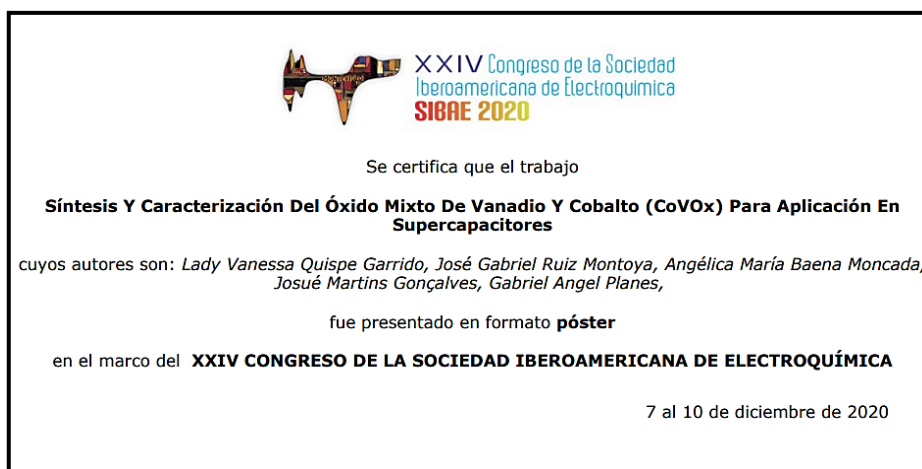 XXIV Congreso de la Sociedad
Iberoamericana de Electroquímica
SIBAE 2020
Se certifica que el trabajo
Síntesis Y Caracterización Del Óxido Mixto De Vanadio Y Cobalto (CoVOx) Para Aplicación En
Supercapacitores
cuyos autores son: Lady Vanessa Quispe Garrido, José Gabriel Ruiz Montoya, Angélica María Baena Moncada,
Josué Martins Gonçalves, Gabriel Angel Planes,
fue presentado en formato póster
en el marco del XXIV CONGRESO DE LA SOCIEDAD IBEROAMERICANA DE ELECTROQUÍMICA
7 al 10 de diciembre de 2020